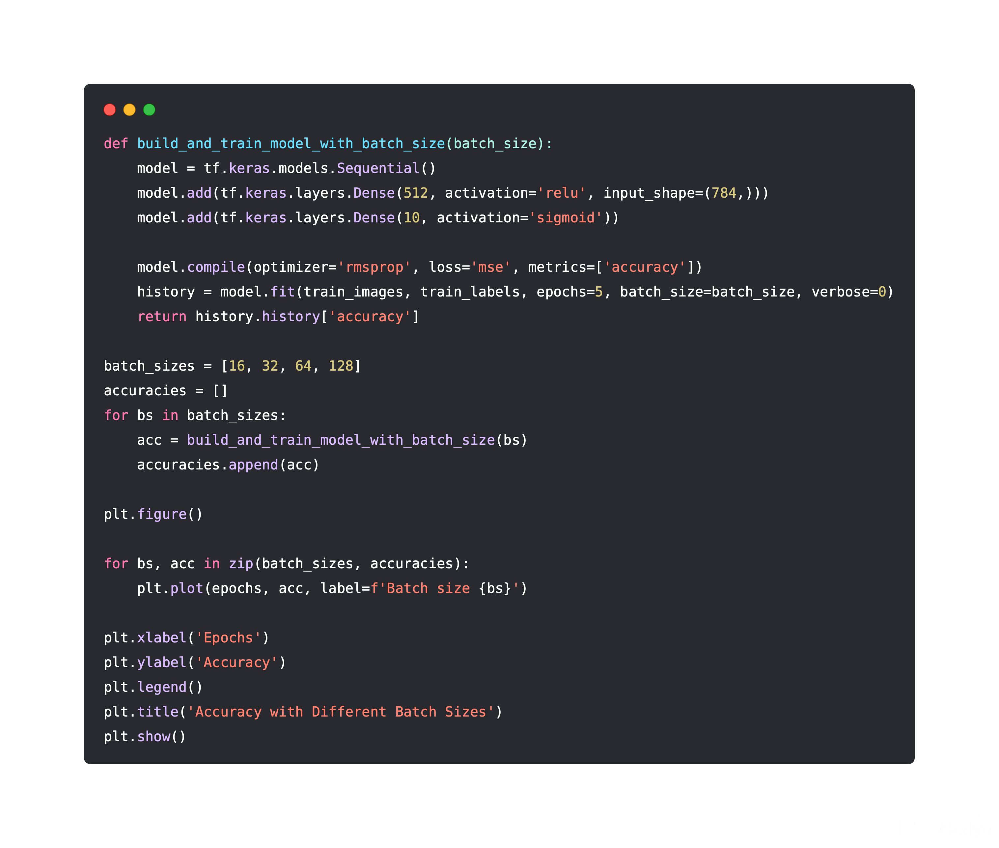 def build_and_train_model_with_batch_size(batch_size):
    model = tf.keras.models.Sequential()
    model.add(tf.keras.layers.Dense(512, activation='relu', input_shape=(784,)))
    model.add(tf.keras.layers.Dense(10, activation='sigmoid'))
    model.compile(optimizer='rmsprop', loss='mse', metrics=['accuracy'])
    history = model.fit(train_images, train_labels, epochs=5, batch_size=batch_size, verbose=0)
    return history.history['accuracy']
batch_sizes = [16, 32, 64, 128]
accuracies = []
for bs in batch_sizes:
    acc = build_and_train_model_with_batch_size(bs)
    accuracies.append(acc)
plt.figure()
for bs, acc in zip(batch_sizes, accuracies):
    plt.plot(epochs, acc, label=f'Batch size {bs}')
plt.xlabel('Epochs')
plt.ylabel('Accuracy')
plt.legend()
plt.title('Accuracy with Different Batch Sizes')
plt.show()